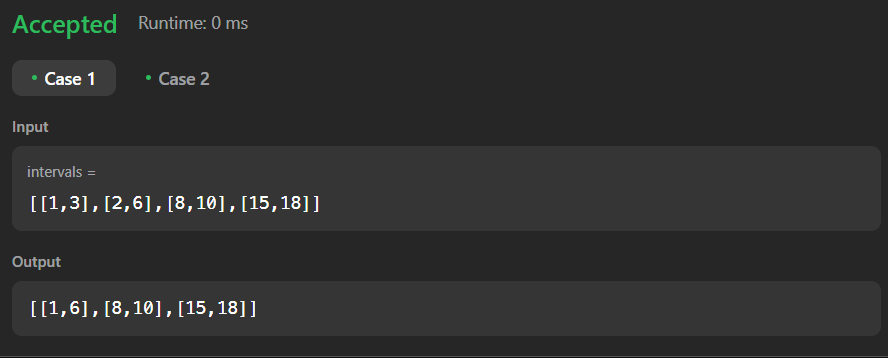 Accepted Runtime: 0 ms
Case 1 Case 2
Input
intervals =
[[1,3],[2,6],[8,10],[15,18]]
Output
[[1,6],[8,10],[15,18]]